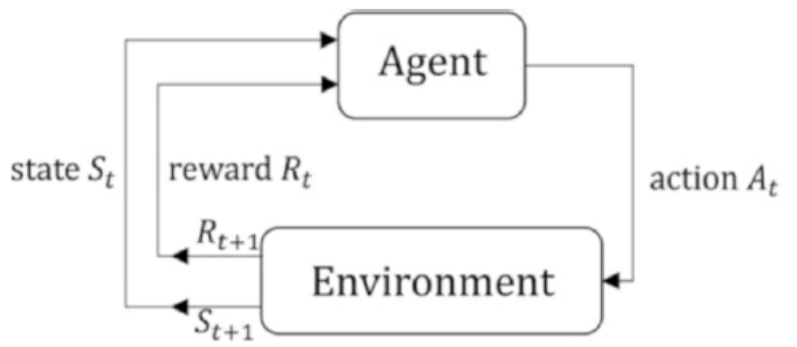 Agent
state Sₜ
reward Rₜ
action Aₜ
Rₜ₊₁
Environment
Sₜ₊₁